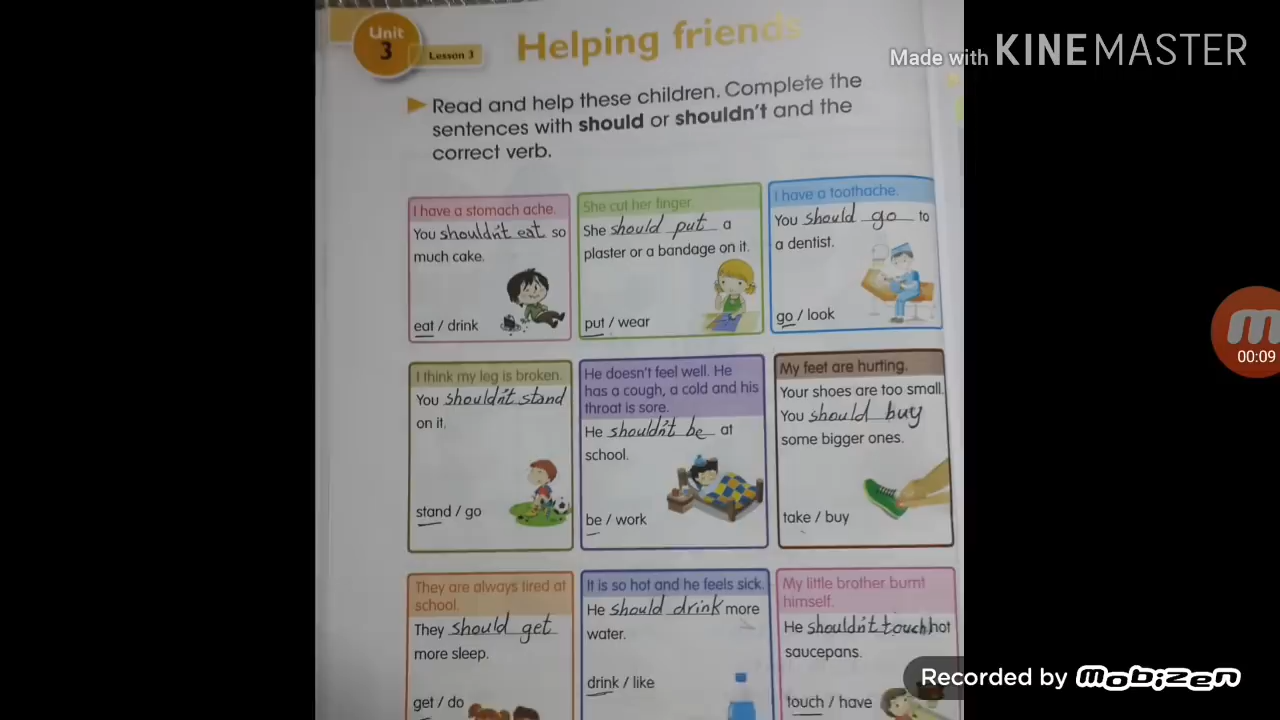 Unit
3
Lesson 3
Helping friends
Made with KINEMASTER
Read and help these children. Complete the
sentences with should or shouldn't and the
correct verb.
I have a stomach ache.
You shouldn't eat so
much cake.
eat / drink
She cut her finger.
She should put a
plaster or a bandage on it.
put / wear
I have a toothache.
You should go to
a dentist.
go / look
I think my leg is broken.
You shouldn't stand
on it.
stand / go
He doesn't feel well. He
has a cough, a cold and his
throat is sore.
He shouldn't be at
school.
be / work
My feet are hurting.
Your shoes are too small.
You should buy
some bigger ones.
take / buy
They are always tired at
school.
They should get
more sleep.
get / do
It is so hot and he feels sick.
He should drink more
water.
drink / like
My little brother burnt
himself.
He shouldn't touch hot
saucepans.
touch / have
00:09
Recorded by Mobizen